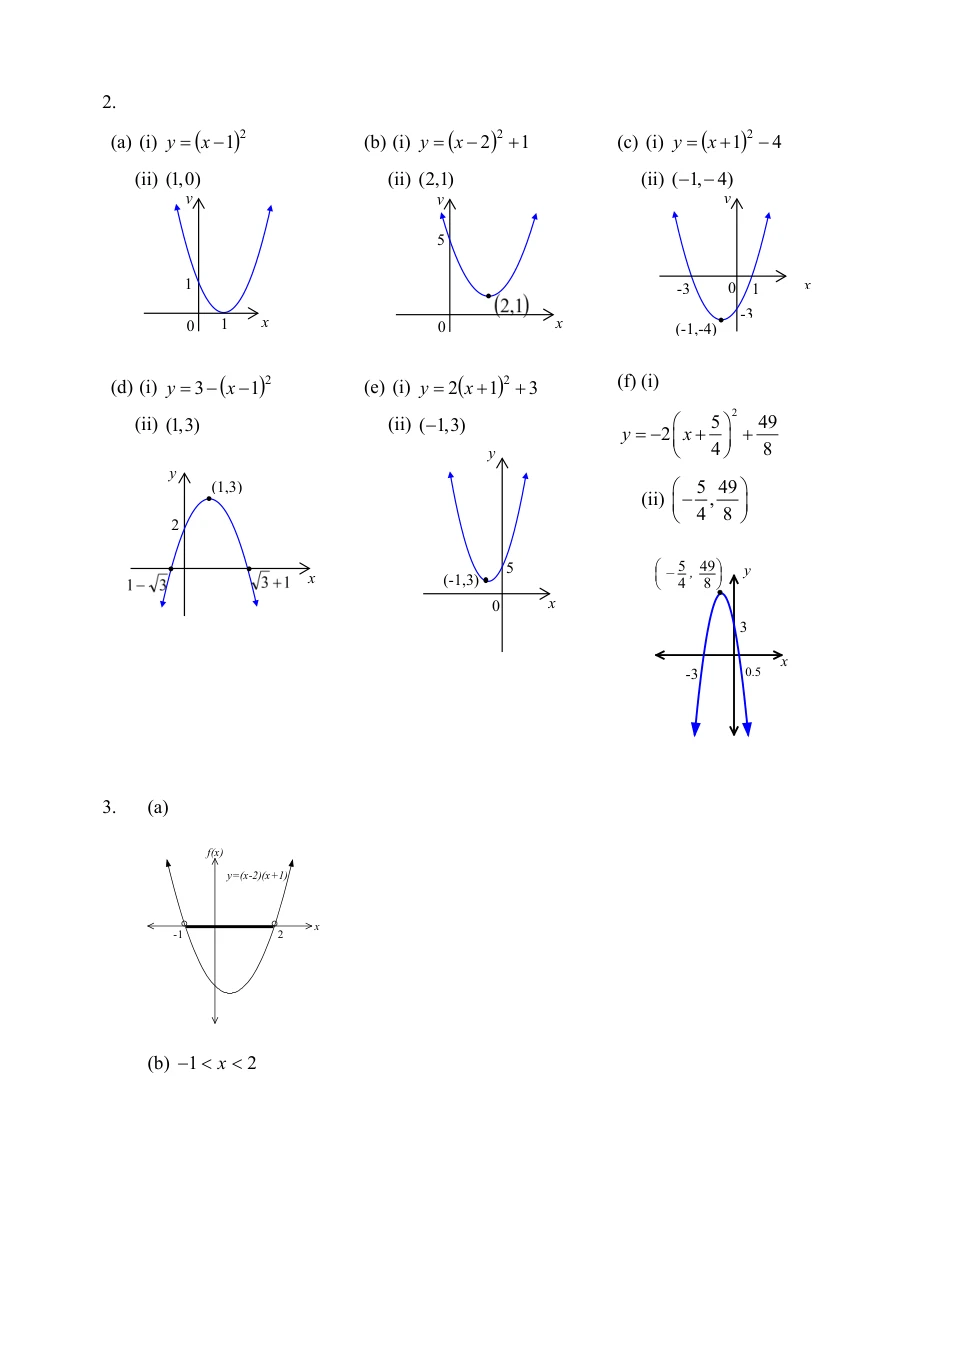 2.
(a) (i) y = (x − 1)²
(b) (i) y = (x − 2)² + 1
(c) (i) y = (x + 1)² − 4
(ii) (1, 0)
(ii) (2,1)
(ii) (−1, − 4)
y
1
0
1
x
y
5
(2,1)
0
x
y
-3
0
1
x
-3
(-1,-4)
(d) (i) y = 3 − (x − 1)²
(e) (i) y = 2(x + 1)² + 3
(f) (i)
(ii) (1, 3)
(ii) (−1, 3)
y = −2(x + 5/4)² + 49/8
(ii) (− 5/4, 49/8)
y
(1,3)
2
1 − √3
√3 + 1
x
y
5
(-1,3)
0
x
(− 5/4, 49/8)
y
3
x
-3
0.5
3. (a)
f(x)
y=(x-2)(x+1)
x
-1
2
(b) −1 < x < 2